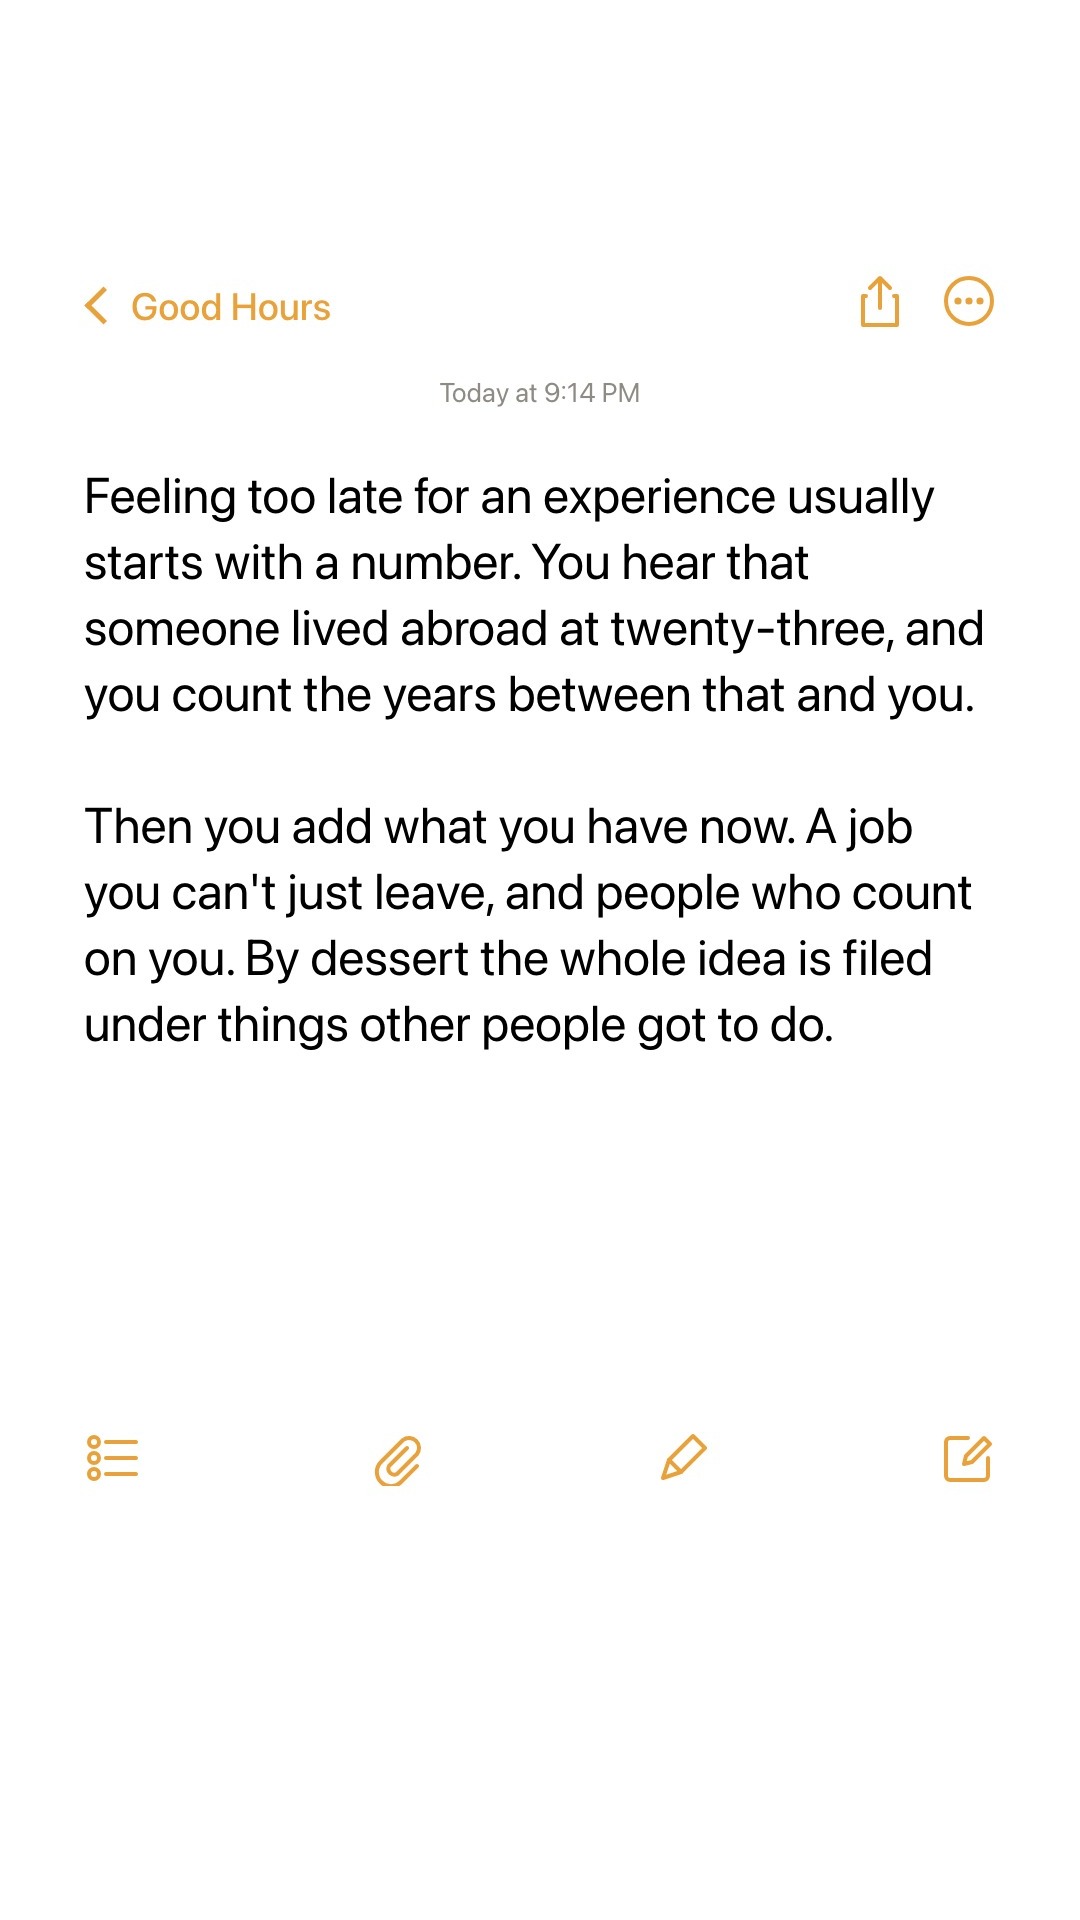 Good Hours
Today at 9:14 PM
Feeling too late for an experience usually
starts with a number. You hear that
someone lived abroad at twenty-three, and
you count the years between that and you.
Then you add what you have now. A job
you can't just leave, and people who count
on you. By dessert the whole idea is filed
under things other people got to do.